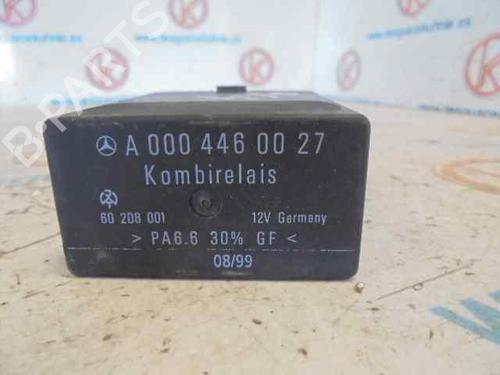 A 000 446 00 27
Kombirelais
60 208 001 12V Germany
> PA6.6 30% GF <
08/99
B-PARTS